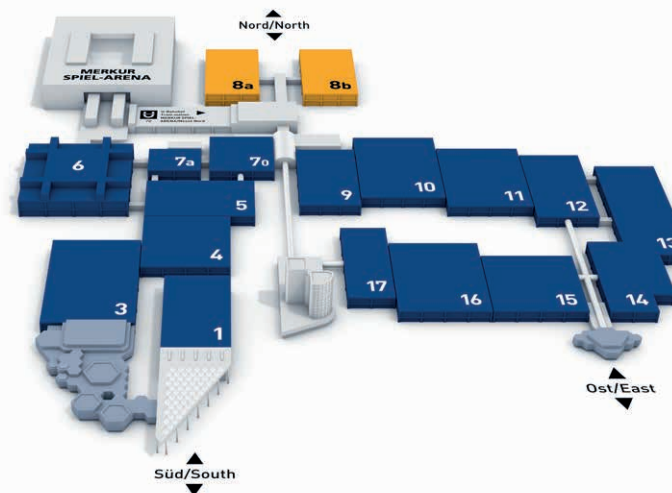 Nord/North
MERKUR
SPIEL-ARENA
8a
8b
U
6
7a
70
5
9
10
11
12
13
4
3
1
17
16
15
14
Ost/East
Süd/South